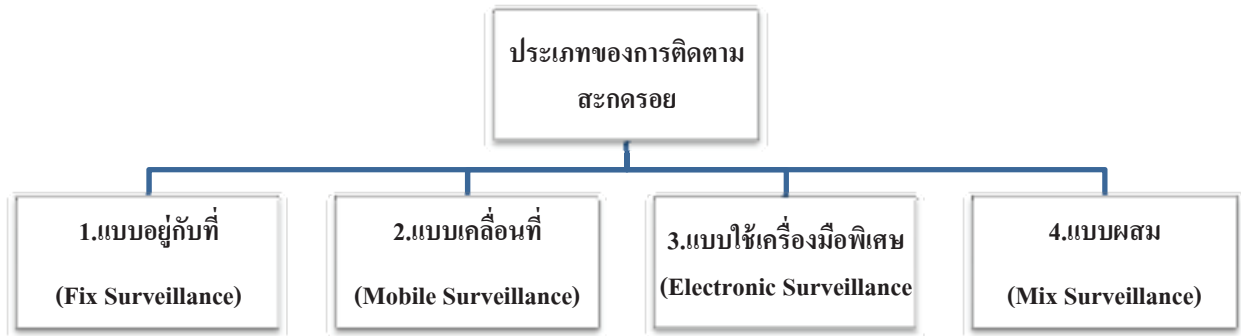 ประเภทของการติดตาม
สะกดรอย
1.แบบอยู่กับที่
(Fix Surveillance)
2.แบบเคลื่อนที่
(Mobile Surveillance)
3.แบบใช้เครื่องมือพิเศษ
(Electronic Surveillance
4.แบบผสม
(Mix Surveillance)